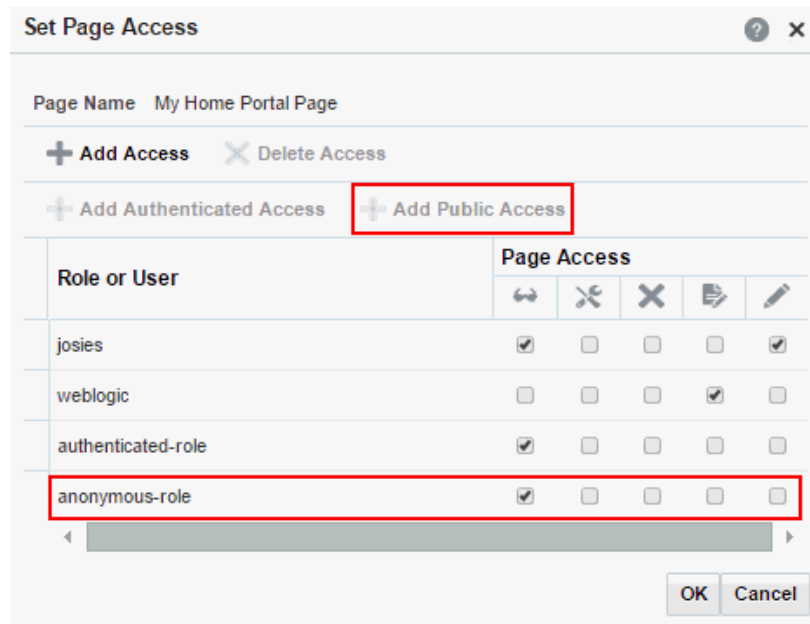 Set Page Access
Page Name My Home Portal Page
Add Access Delete Access
Add Authenticated Access Add Public Access
Role or User Page Access
josies
weblogic
authenticated-role
anonymous-role
OK Cancel